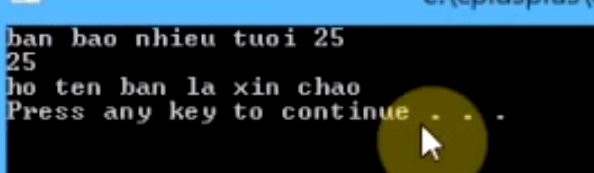 ban bao nhieu tuoi 25
25
ho ten ban la xin chao
Press any key to continue . . .